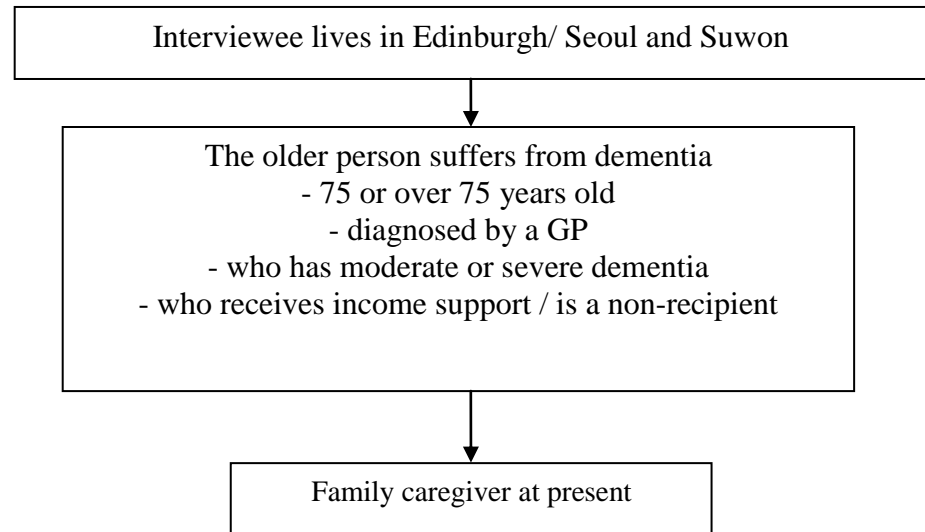 Interviewee lives in Edinburgh/ Seoul and Suwon
The older person suffers from dementia
- 75 or over 75 years old
- diagnosed by a GP
- who has moderate or severe dementia
- who receives income support / is a non-recipient
Family caregiver at present